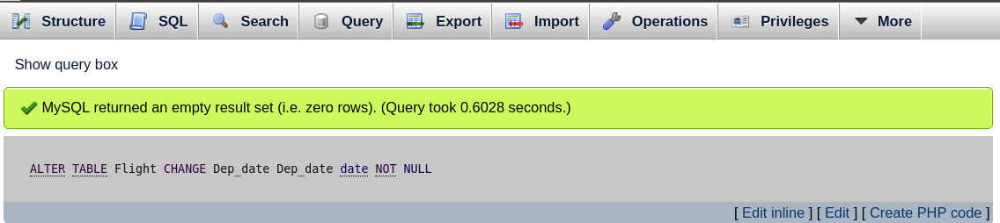 Structure SQL Search Query Export Import Operations Privileges More
Show query box
MySQL returned an empty result set (i.e. zero rows). (Query took 0.6028 seconds.)
ALTER TABLE Flight CHANGE Dep_date Dep_date date NOT NULL
[ Edit inline ] [ Edit ] [ Create PHP code ]